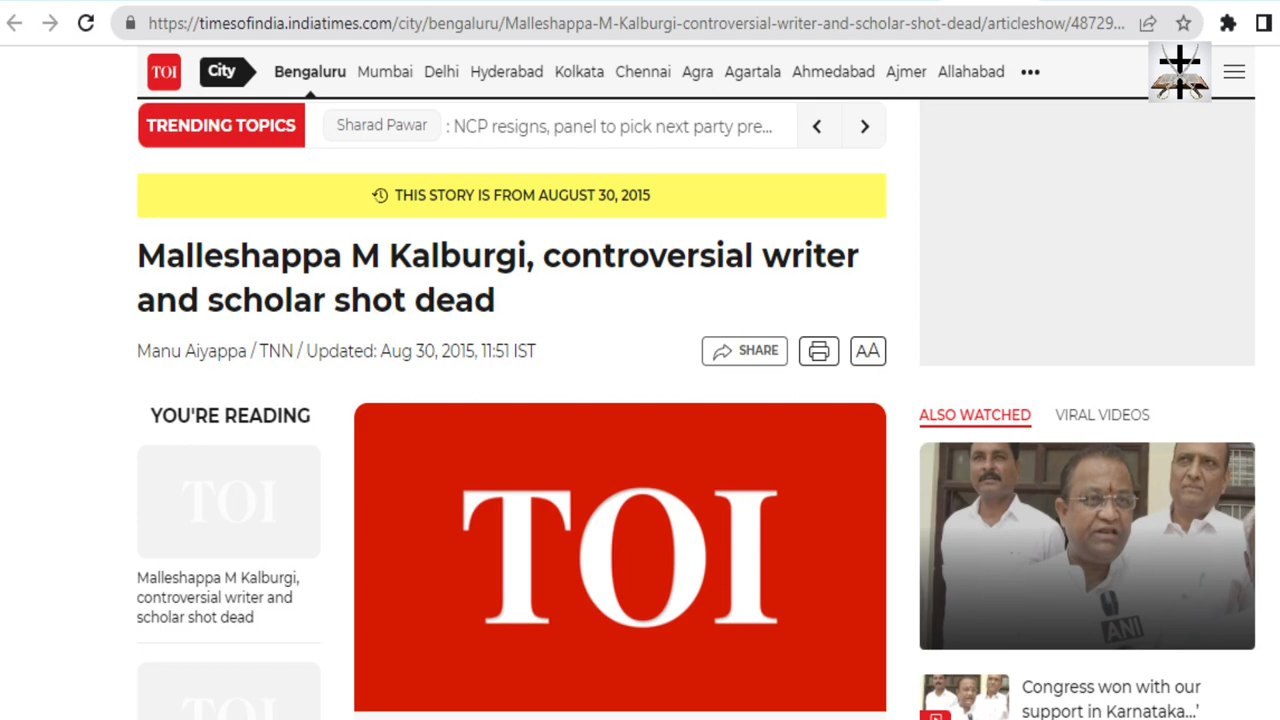 https://timesofindia.indiatimes.com/city/bengaluru/Malleshappa-M-Kalburgi-controversial-writer-and-scholar-shot-dead/articleshow/48729...
TOI City Bengaluru Mumbai Delhi Hyderabad Kolkata Chennai Agra Agartala Ahmedabad Ajmer Allahabad •••
TRENDING TOPICS Sharad Pawar : NCP resigns, panel to pick next party pre...
THIS STORY IS FROM AUGUST 30, 2015
Malleshappa M Kalburgi, controversial writer
and scholar shot dead
Manu Aiyappa / TNN / Updated: Aug 30, 2015, 11:51 IST
SHARE
AA
YOU'RE READING
TOI
Malleshappa M Kalburgi,
controversial writer and
scholar shot dead
TOI
TOI
ALSO WATCHED VIRAL VIDEOS
ANI
Congress won with our
support in Karnataka...'